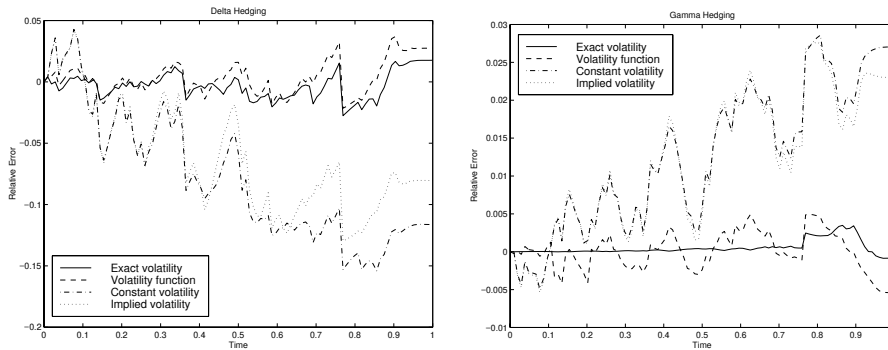 Delta Hedging
0.05
0
−0.05
−0.1
−0.15
−0.2
Relative Error
Exact volatility
Volatility function
Constant volatility
Implied volatility
0 0.1 0.2 0.3 0.4 0.5 0.6 0.7 0.8 0.9 1
Time
Gamma Hedging
0.03
0.025
0.02
0.015
0.01
0.005
0
−0.005
−0.01
Relative Error
Exact volatility
Volatility function
Constant volatility
Implied volatility
0 0.1 0.2 0.3 0.4 0.5 0.6 0.7 0.8 0.9
Time